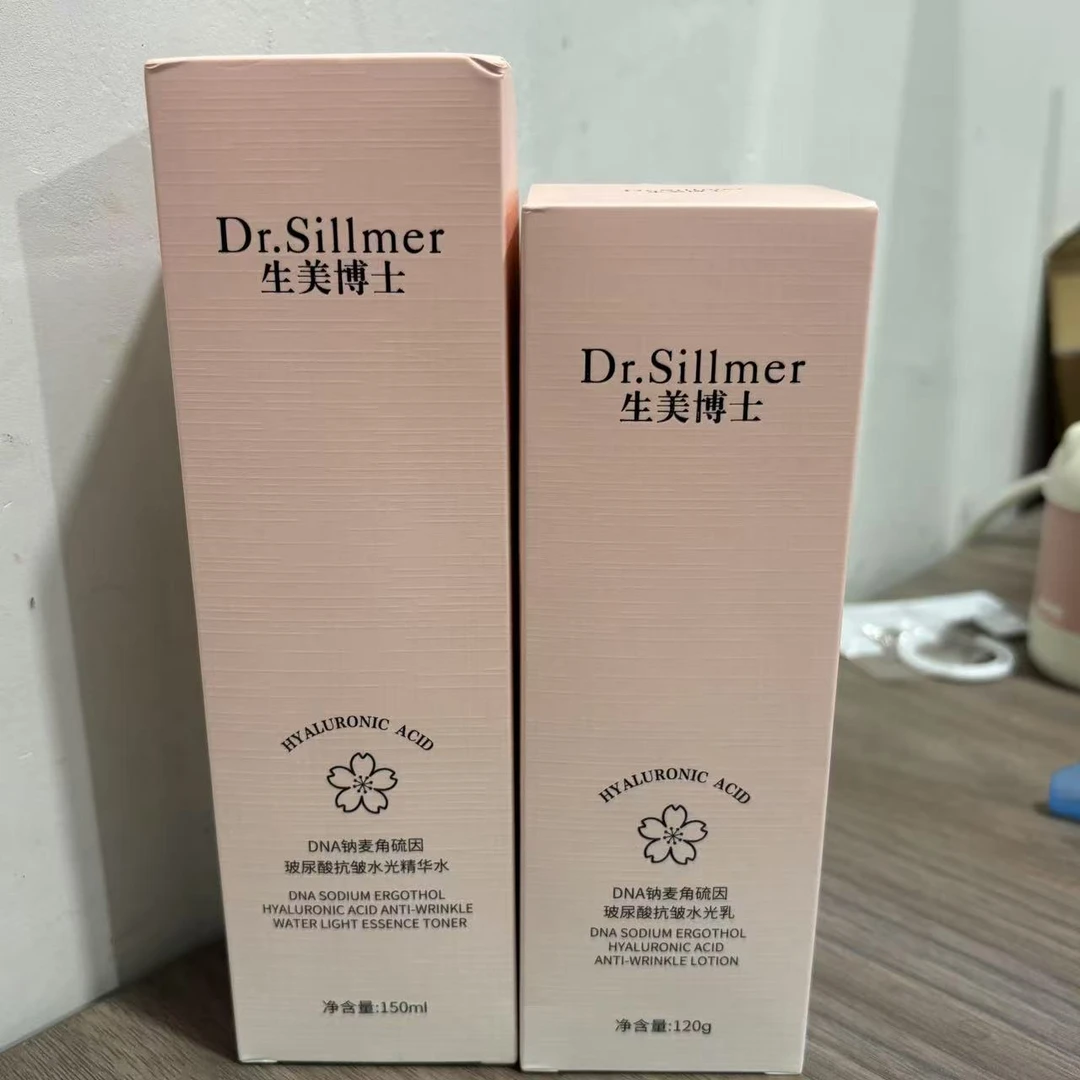 Dr.Sillmer
生美博士
HYALURONIC ACID
DNA钠麦角硫因
玻尿酸抗皱水光精华水
DNA SODIUM ERGOTHOL
HYALURONIC ACID ANTI-WRINKLE
WATER LIGHT ESSENCE TONER
净含量:150ml
Dr.Sillmer
生美博士
HYALURONIC ACID
DNA钠麦角硫因
玻尿酸抗皱水光乳
DNA SODIUM ERGOTHOL
HYALURONIC ACID
ANTI-WRINKLE LOTION
净含量:120g